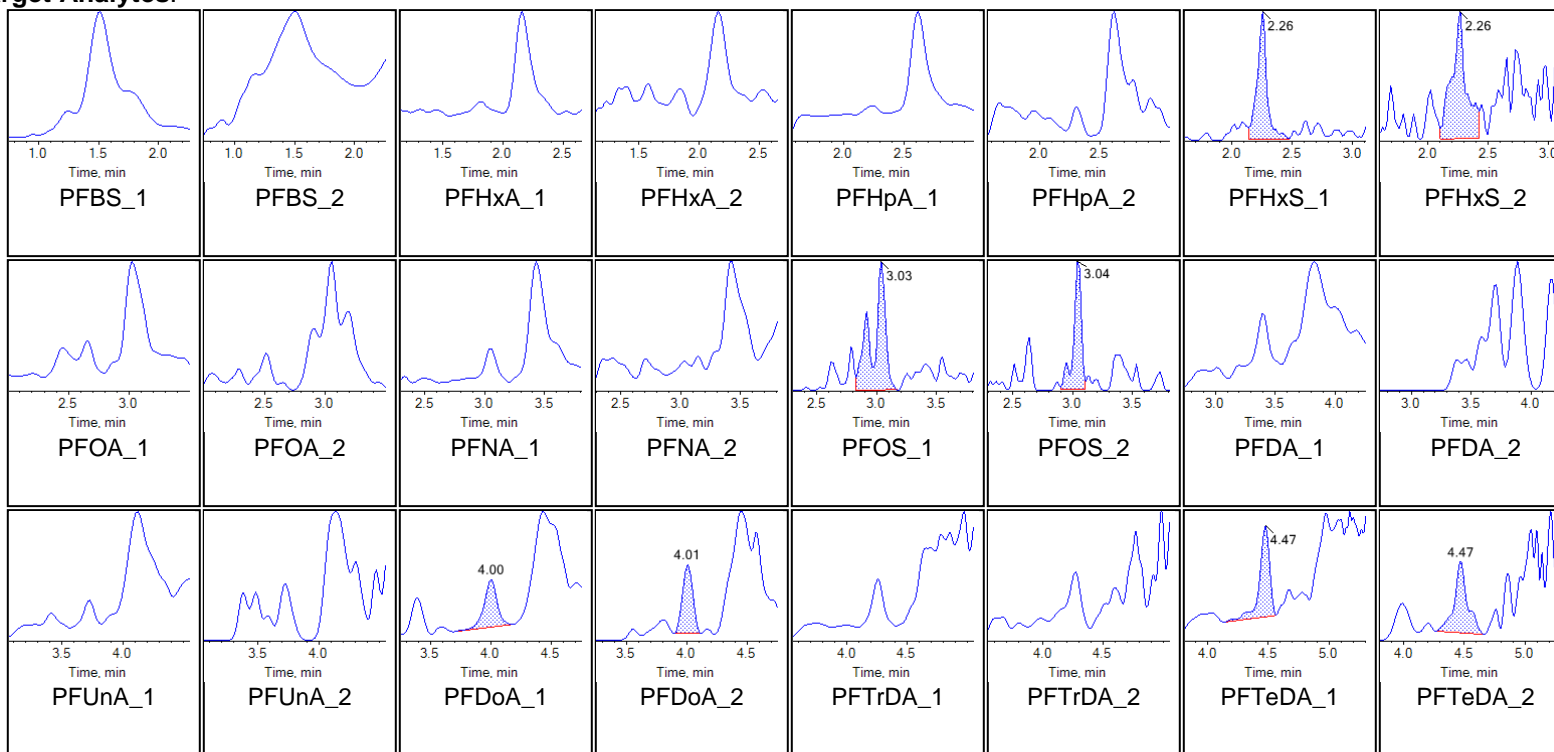 rget Analytes:
2.26 2.26
1.0 1.5 2.0 1.0 1.5 2.0 1.5 2.0 2.5 1.5 2.0 2.5 2.0 2.5 2.0 2.5 2.0 2.5 3.0 2.0 2.5 3.0
Time, min Time, min Time, min Time, min Time, min Time, min Time, min Time, min
PFBS_1 PFBS_2 PFHxA_1 PFHxA_2 PFHpA_1 PFHpA_2 PFHxS_1 PFHxS_2
3.03 3.04
2.5 3.0 2.5 3.0 2.5 3.0 3.5 2.5 3.0 3.5 2.5 3.0 3.5 2.5 3.0 3.5 3.0 3.5 4.0 3.0 3.5 4.0
Time, min Time, min Time, min Time, min Time, min Time, min Time, min Time, min
PFOA_1 PFOA_2 PFNA_1 PFNA_2 PFOS_1 PFOS_2 PFDA_1 PFDA_2
4.00 4.01 4.47 4.47
3.5 4.0 3.5 4.0 3.5 4.0 4.5 3.5 4.0 4.5 4.0 4.5 4.0 4.5 4.0 4.5 5.0 4.0 4.5 5.0
Time, min Time, min Time, min Time, min Time, min Time, min Time, min Time, min
PFUnA_1 PFUnA_2 PFDoA_1 PFDoA_2 PFTrDA_1 PFTrDA_2 PFTeDA_1 PFTeDA_2